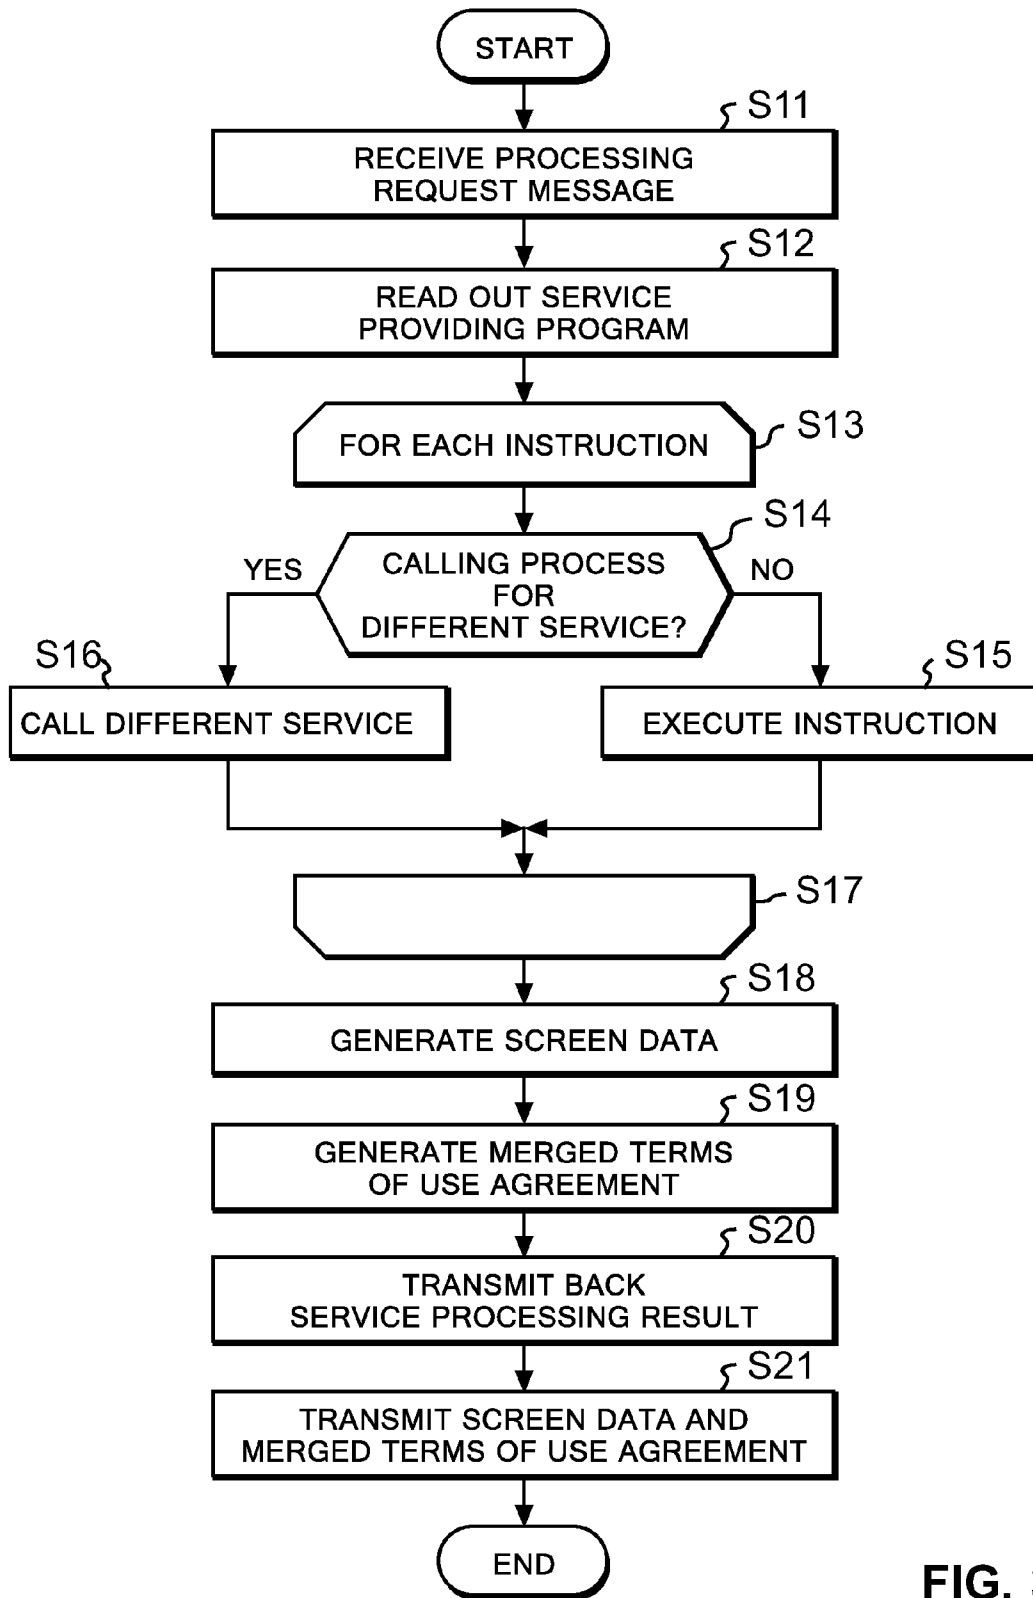 START
S11
RECEIVE PROCESSING
REQUEST MESSAGE
S12
READ OUT SERVICE
PROVIDING PROGRAM
S13
FOR EACH INSTRUCTION
S14
CALLING PROCESS
FOR
DIFFERENT SERVICE?
YES
NO
S16
CALL DIFFERENT SERVICE
S15
EXECUTE INSTRUCTION
S17
S18
GENERATE SCREEN DATA
S19
GENERATE MERGED TERMS
OF USE AGREEMENT
S20
TRANSMIT BACK
SERVICE PROCESSING RESULT
S21
TRANSMIT SCREEN DATA AND
MERGED TERMS OF USE AGREEMENT
END
FIG.